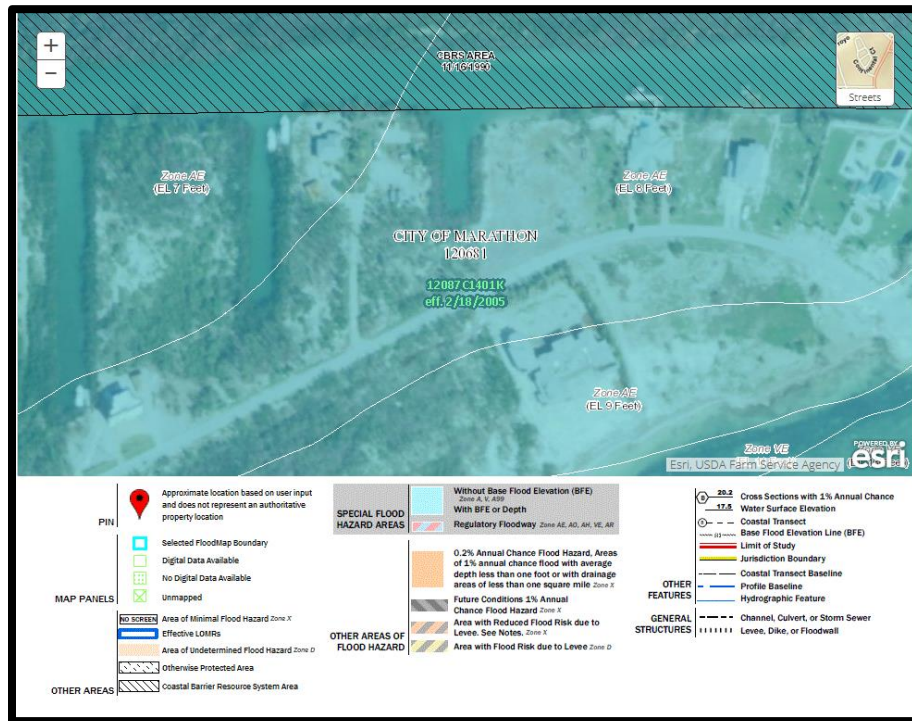 +
−
CBRS AREA
11/16/1990
Streets
Zone AE
(EL 7 Feet)
Zone AE
(EL 8 Feet)
CITY OF MARATHON
120681
12087C1401K
eff. 2/18/2005
Zone AE
(EL 9 Feet)
Zone VE
Esri, USDA Farm Service Agency
POWERED BY
esri
PIN
Approximate location based on user input
and does not represent an authoritative
property location
MAP PANELS
Selected FloodMap Boundary
Digital Data Available
No Digital Data Available
Unmapped
OTHER AREAS
NO SCREEN Area of Minimal Flood Hazard Zone X
Effective LOMRs
Area of Undetermined Flood Hazard Zone D
Otherwise Protected Area
Coastal Barrier Resource System Area
SPECIAL FLOOD
HAZARD AREAS
Without Base Flood Elevation (BFE)
Zone A, V, A99
With BFE or Depth
Regulatory Floodway Zone AE, AO, AH, VE, AR
OTHER AREAS OF
FLOOD HAZARD
0.2% Annual Chance Flood Hazard, Areas
of 1% annual chance flood with average
depth less than one foot or with drainage
areas of less than one square mile Zone X
Future Conditions 1% Annual
Chance Flood Hazard Zone X
Area with Reduced Flood Risk due to
Levee. See Notes. Zone X
Area with Flood Risk due to Levee Zone D
OTHER
FEATURES
20.2 Cross Sections with 1% Annual Chance
17.5 Water Surface Elevation
Coastal Transect
Base Flood Elevation Line (BFE)
Limit of Study
Jurisdiction Boundary
Coastal Transect Baseline
Profile Baseline
Hydrographic Feature
GENERAL
STRUCTURES
Channel, Culvert, or Storm Sewer
Levee, Dike, or Floodwall